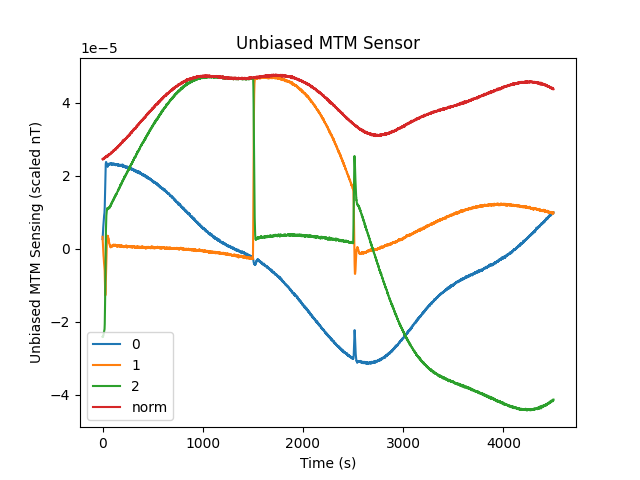 Unbiased MTM Sensor
1e−5
Unbiased MTM Sensing (scaled nT)
4
2
0
−2
−4
0
1
2
norm
0
1000
2000
3000
4000
Time (s)